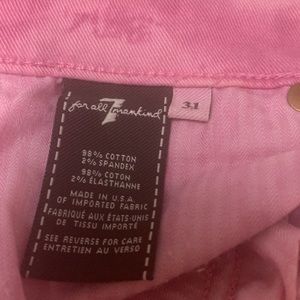 7 for all mankind
31
98% COTTON
2% SPANDEX
98% COTON
2% ÉLASTHANNE
MADE IN U.S.A.
OF IMPORTED FABRIC
FABRIQUÉ AUX ÉTATS-UNIS
DE TISSU IMPORTÉ
SEE REVERSE FOR CARE
ENTRETIEN AU VERSO